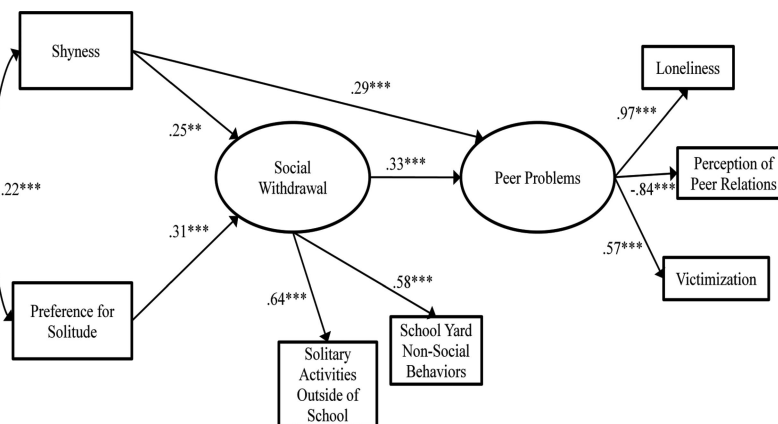 Shyness
.29***
Loneliness
.97***
.25**
Social
Withdrawal
.33***
Peer Problems
Perception of
Peer Relations
-.84***
.22***
.31***
.57***
Victimization
Preference for
Solitude
.64***
.58***
School Yard
Non-Social
Behaviors
Solitary
Activities
Outside of
School